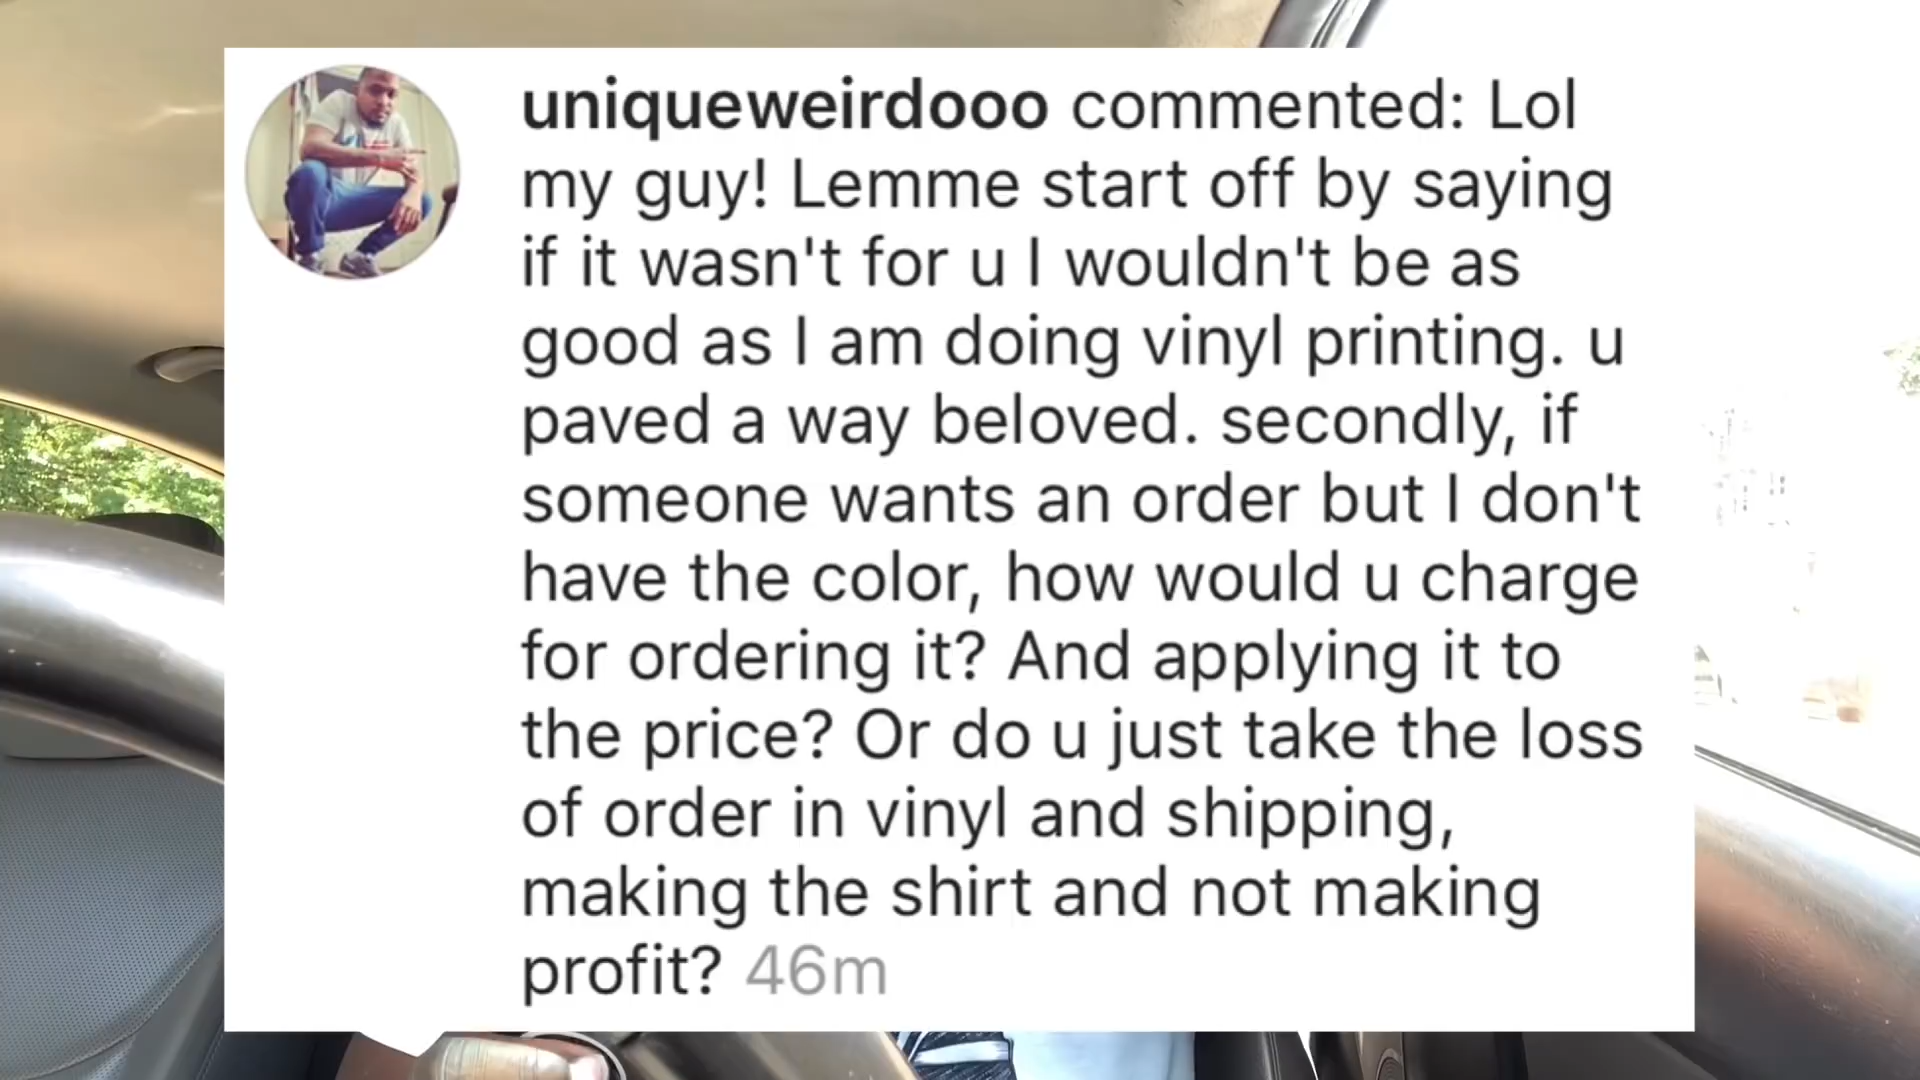 uniqueweirdooo commented: Lol
my guy! Lemme start off by saying
if it wasn't for u I wouldn't be as
good as I am doing vinyl printing. u
paved a way beloved. secondly, if
someone wants an order but I don't
have the color, how would u charge
for ordering it? And applying it to
the price? Or do u just take the loss
of order in vinyl and shipping,
making the shirt and not making
profit? 46m